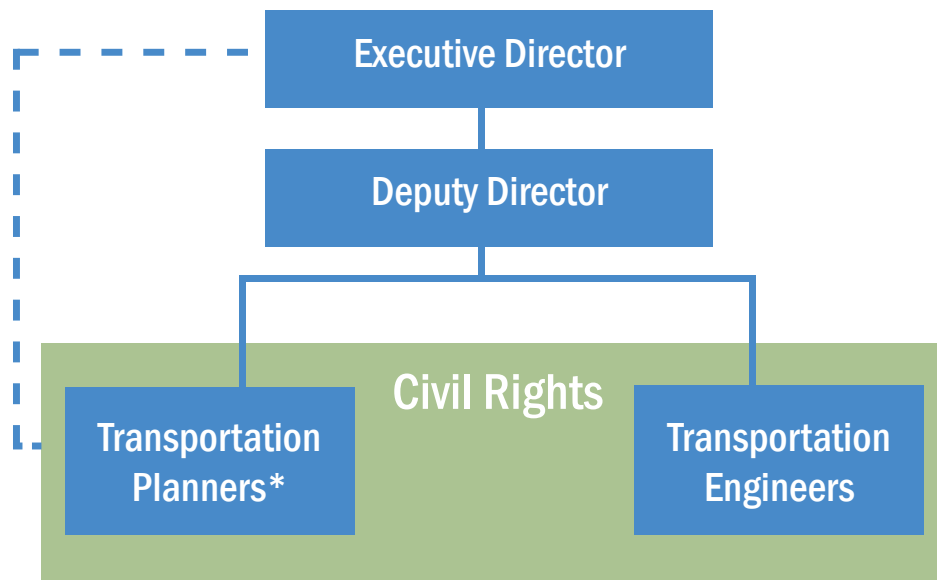 Executive Director
Deputy Director
Civil Rights
Transportation
Planners*
Transportation
Engineers